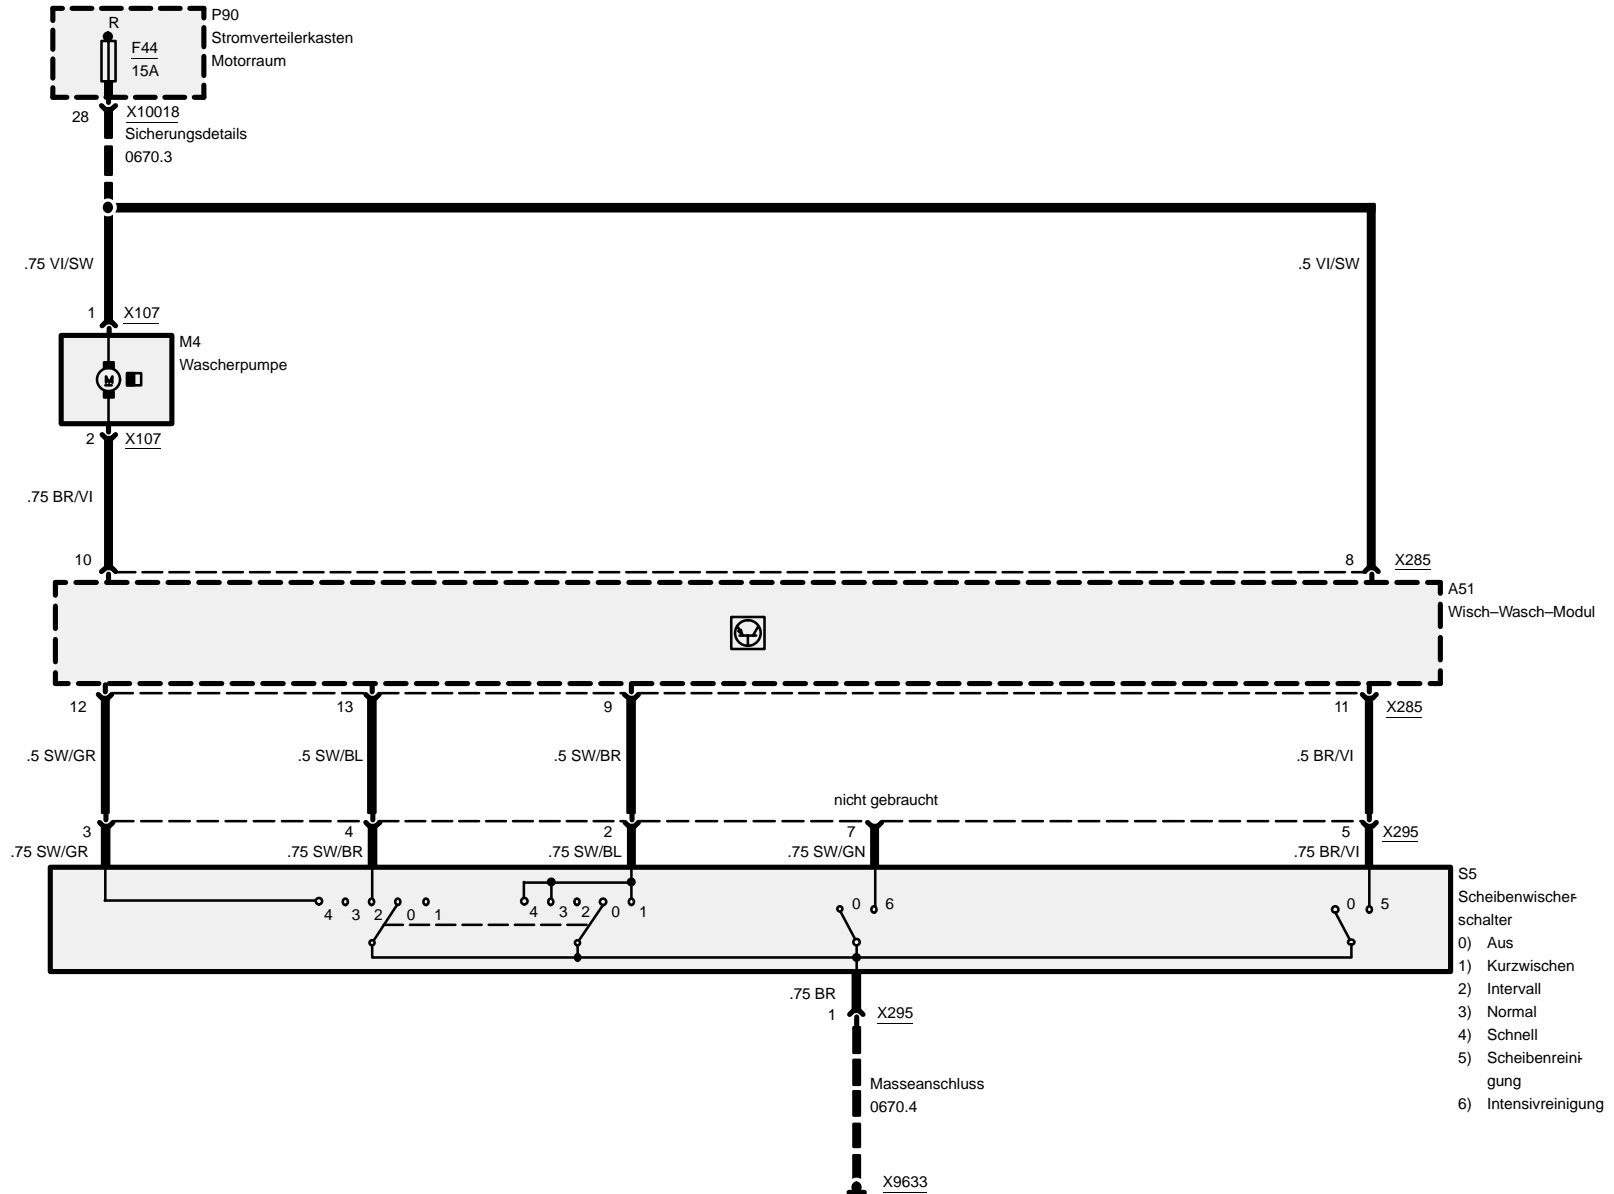 P90
Stromverteilerkasten
Motorraum
R
F44
15A
28
X10018
Sicherungsdetails
0670.3
.75 VI/SW
.5 VI/SW
1
X107
M4
Wascherpumpe
M
2
X107
.75 BR/VI
10
8
X285
A51
Wisch–Wasch–Modul
12
13
9
11
X285
.5 SW/GR
.5 SW/BL
.5 SW/BR
.5 BR/VI
nicht gebraucht
3
4
2
7
5
X295
.75 SW/GR
.75 SW/BR
.75 SW/BL
.75 SW/GN
.75 BR/VI
4 3 2 0 1
4 3 2 0 1
0 6
0 5
S5
Scheibenwischer-
schalter
0) Aus
1) Kurzwischen
2) Intervall
3) Normal
4) Schnell
5) Scheibenreini-
gung
6) Intensivreinigung
.75 BR
1
X295
Masseanschluss
0670.4
X9633